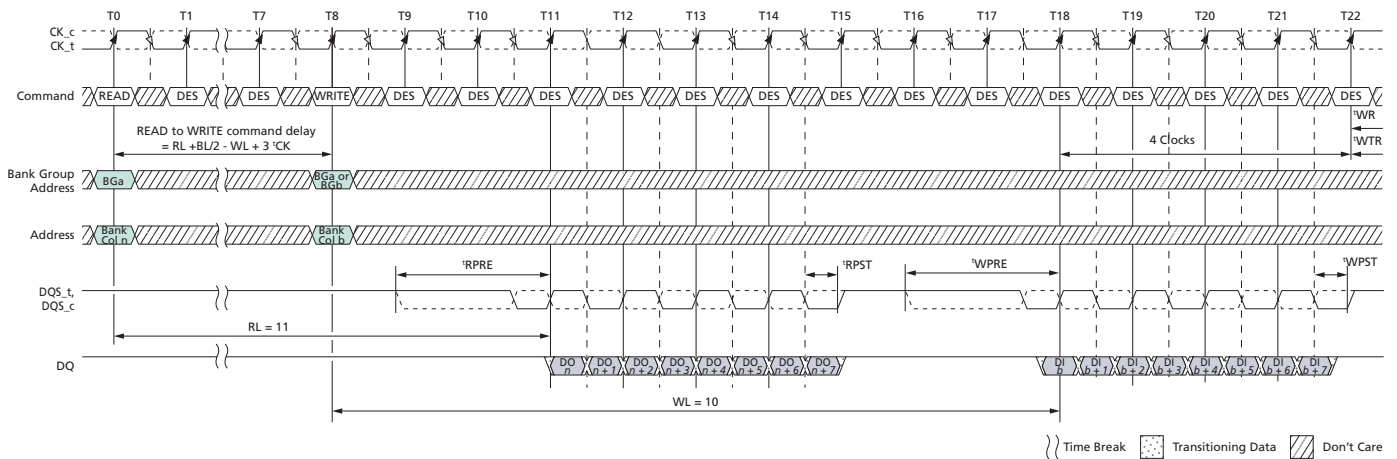 T0 T1 T7 T8 T9 T10 T11 T12 T13 T14 T15 T16 T17 T18 T19 T20 T21 T22
CK_c
CK_t
Command READ DES DES WRITE DES DES DES DES DES DES DES DES DES DES DES DES DES DES
READ to WRITE command delay
= RL +BL/2 - WL + 3 tCK
tWR
4 Clocks
tWTR
Bank Group
Address
BGa
BGa or
BGb
Address
Bank
Col n
Bank
Col b
tRPRE
tRPST
tWPRE
tWPST
DQS_t,
DQS_c
RL = 11
DQ
DO
n
DO
n + 1
DO
n + 2
DO
n + 3
DO
n + 4
DO
n + 5
DO
n + 6
DO
n + 7
DI
b
DI
b + 1
DI
b + 2
DI
b + 3
DI
b + 4
DI
b + 5
DI
b + 6
DI
b + 7
WL = 10
Time Break
Transitioning Data
Don't Care